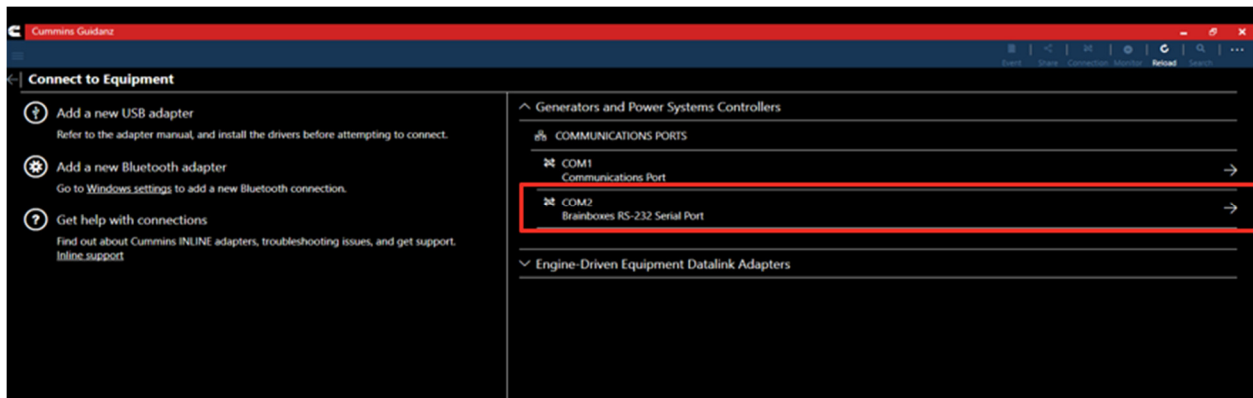 Cummins Guidanz
Event Share Connection Monitor Reload Search
Connect to Equipment
Add a new USB adapter
Refer to the adapter manual, and install the drivers before attempting to connect.
Add a new Bluetooth adapter
Go to Windows settings to add a new Bluetooth connection.
Get help with connections
Find out about Cummins INLINE adapters, troubleshooting issues, and get support.
Inline support
Generators and Power Systems Controllers
COMMUNICATIONS PORTS
COM1
Communications Port
COM2
Brainboxes RS-232 Serial Port
Engine-Driven Equipment Datalink Adapters